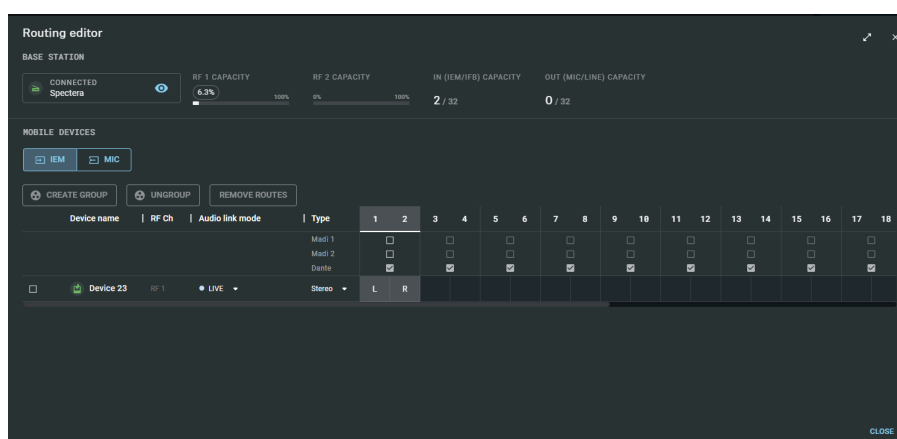 Routing editor
BASE STATION
CONNECTED
Spectera
RF 1 CAPACITY
6.3%
100%
RF 2 CAPACITY
0%
100%
IN (IEM/IFB) CAPACITY
2 / 32
OUT (MIC/LINE) CAPACITY
0 / 32
MOBILE DEVICES
IEM MIC
CREATE GROUP UNGROUP REMOVE ROUTES
Device name RF Ch Audio link mode Type 1 2 3 4 5 6 7 8 9 10 11 12 13 14 15 16 17 18
Madi 1
Madi 2
Dante
Device 23 RF 1 LIVE Stereo L R
CLOSE